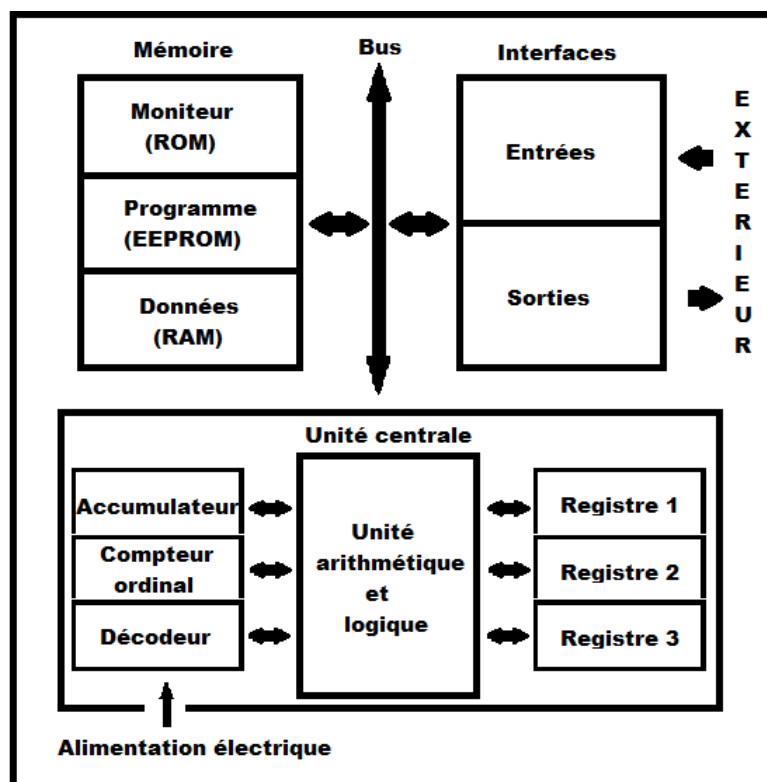 Mémoire
Bus
Interfaces
Moniteur
(ROM)
Programme
(EEPROM)
Données
(RAM)
Entrées
Sorties
E
X
T
E
R
I
E
U
R
Unité centrale
Accumulateur
Compteur
ordinal
Décodeur
Unité
arithmétique
et
logique
Registre 1
Registre 2
Registre 3
Alimentation électrique